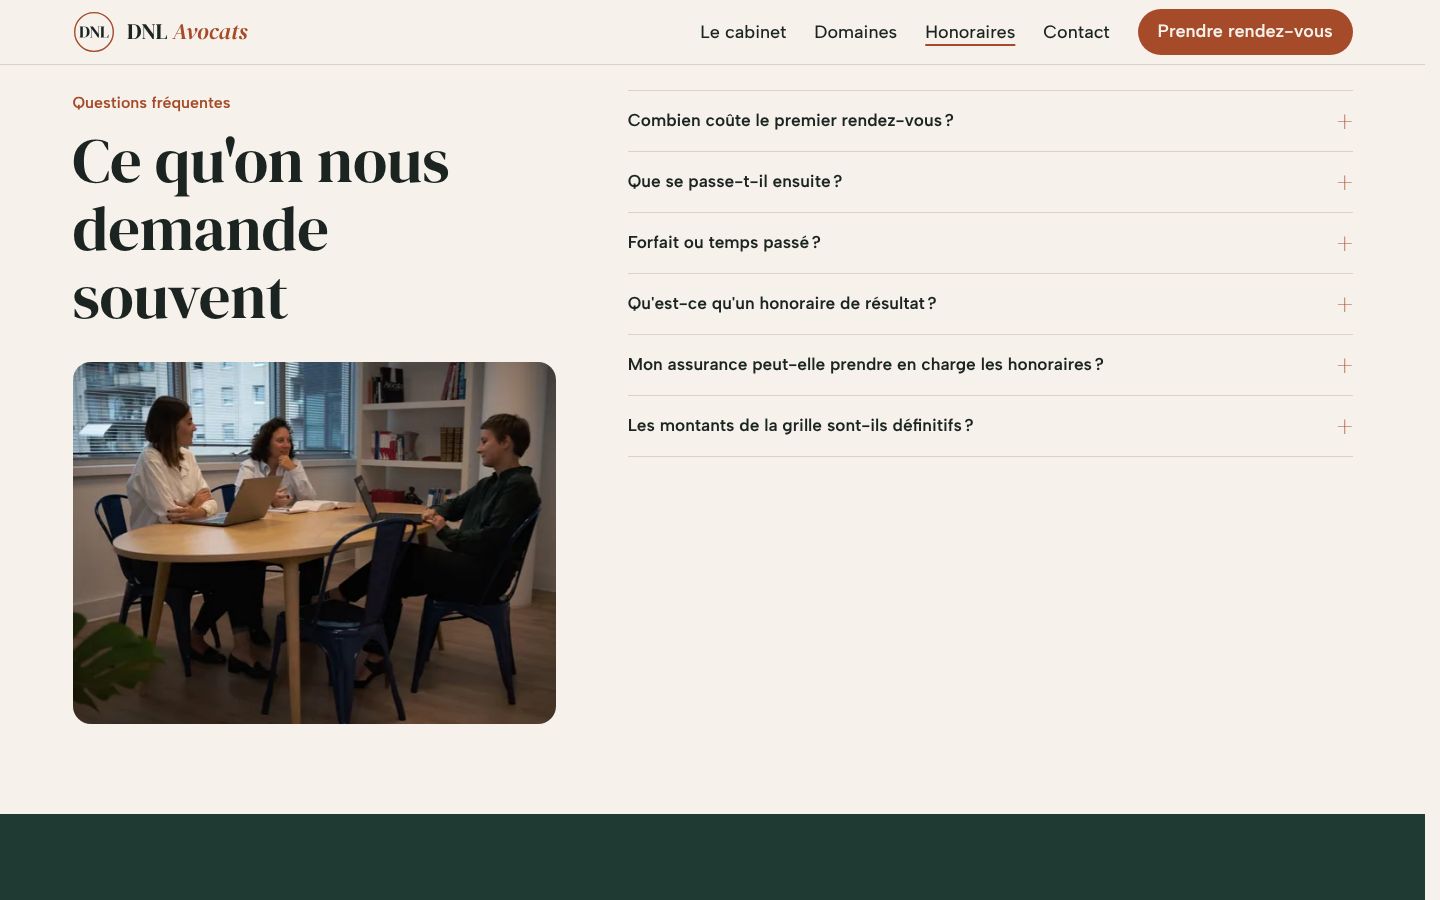 DNL
DNL Avocats
Le cabinet
Domaines
Honoraires
Contact
Prendre rendez-vous
Questions fréquentes
Ce qu'on nous
demande
souvent
Combien coûte le premier rendez-vous ?
Que se passe-t-il ensuite ?
Forfait ou temps passé ?
Qu'est-ce qu'un honoraire de résultat ?
Mon assurance peut-elle prendre en charge les honoraires ?
Les montants de la grille sont-ils définitifs ?